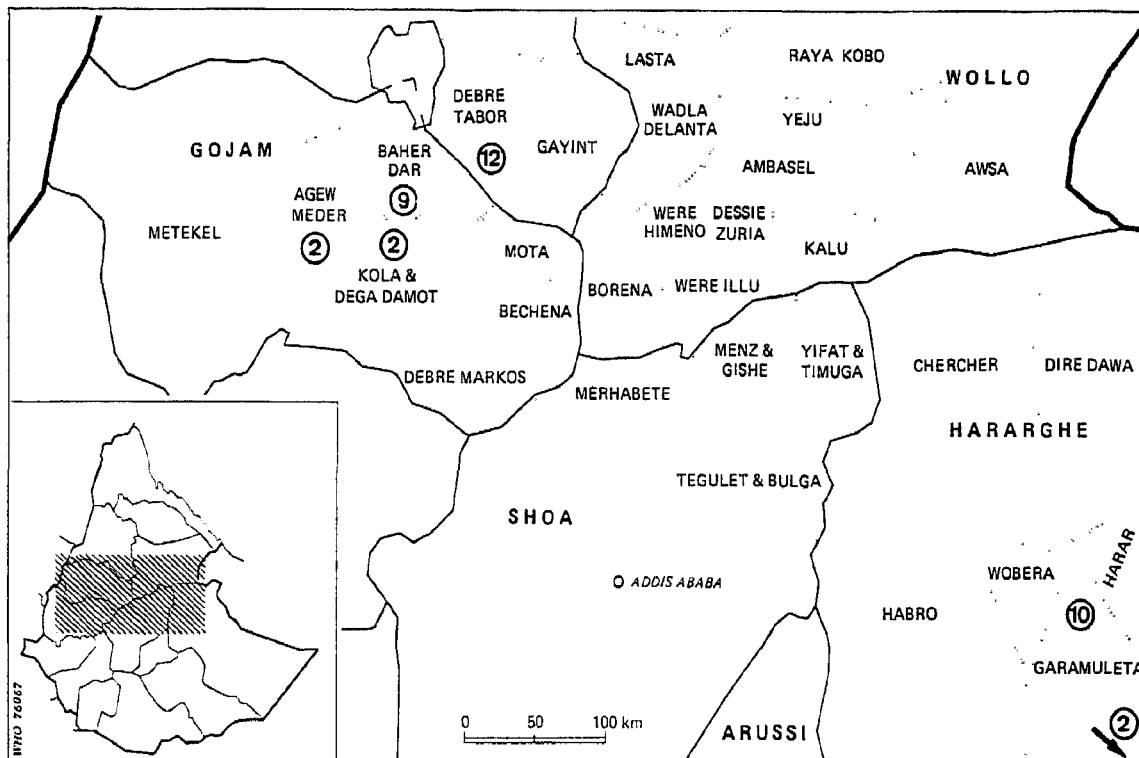 LASTA
RAYA KOBO
WOLLO
DEBRE
TABOR
WADLA
DELANTA
YEJU
GOJAM
BAHER
DAR
12
GAYINT
AMBASEL
AWSA
AGEW
MEDER
9
METEKEL
2
2
KOLA &
DEGA DAMOT
MOTA
WERE
HIMENO
DESSIE
ZURIA
KALU
BECHENA
BORENA
WERE ILLU
DEBRE MARKOS
MERHABETE
MENZ &
GISHE
YIFAT &
TIMUGA
CHERCHER
DIRE DAWA
HARARGHE
TEGULET & BULGA
SHOA
ADDIS ABABA
WOBERA
HARAR
HABRO
10
GARAMULETA
2
ARUSSI
0 50 100 km
WHO 76067